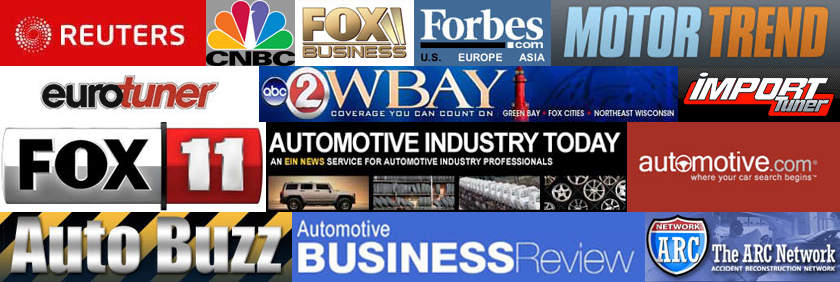 REUTERS
CNBC
FOX
BUSINESS
Forbes
.com
U.S. EUROPE ASIA
MOTOR TREND
eurotuner
abc 2 WBAY
COVERAGE YOU CAN COUNT ON
GREEN BAY • FOX CITIES • NORTHEAST WISCONSIN
iMPORT
Tuner
FOX 11
AUTOMOTIVE INDUSTRY TODAY
AN EIN NEWS SERVICE FOR AUTOMOTIVE INDUSTRY PROFESSIONALS
automotive.com®
where your car search begins™
Auto Buzz
Automotive
BUSINESSReview
NETWORK
ARC
The ARC Network
ACCIDENT RECONSTRUCTION NETWORK